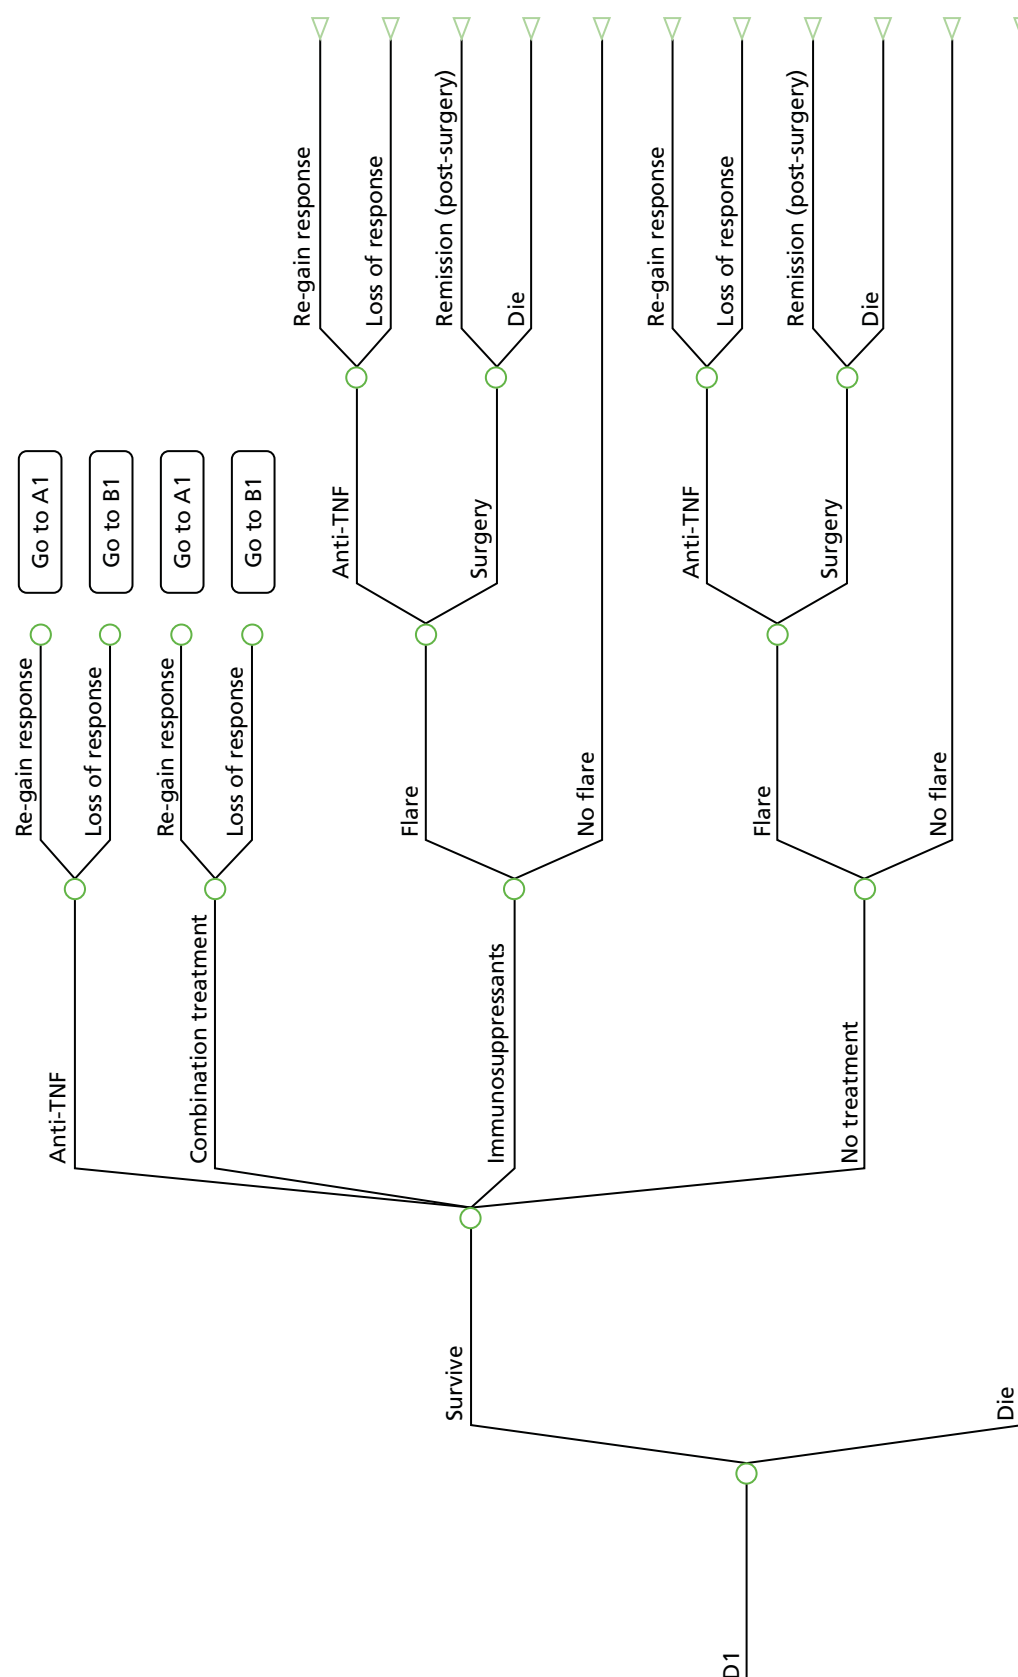 D1
Survive
Anti-TNF
Re-gain response
Go to A1
Loss of response
Go to B1
Combination treatment
Re-gain response
Go to A1
Loss of response
Go to B1
Immunosuppressants
Flare
Anti-TNF
Re-gain response
Loss of response
Surgery
Remission (post-surgery)
Die
No flare
No treatment
Flare
Anti-TNF
Re-gain response
Loss of response
Surgery
Remission (post-surgery)
Die
No flare
Die